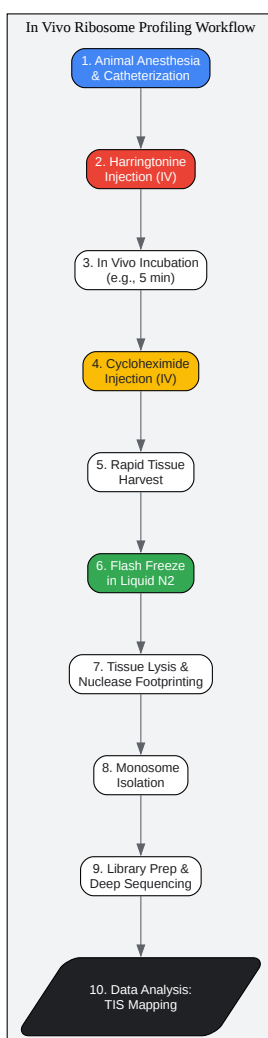 In Vivo Ribosome Profiling Workflow
1. Animal Anesthesia
& Catheterization
2. Harringtonine
Injection (IV)
3. In Vivo Incubation
(e.g., 5 min)
4. Cycloheximide
Injection (IV)
5. Rapid Tissue
Harvest
6. Flash Freeze
in Liquid N2
7. Tissue Lysis &
Nuclease Footprinting
8. Monosome
Isolation
9. Library Prep &
Deep Sequencing
10. Data Analysis:
TIS Mapping